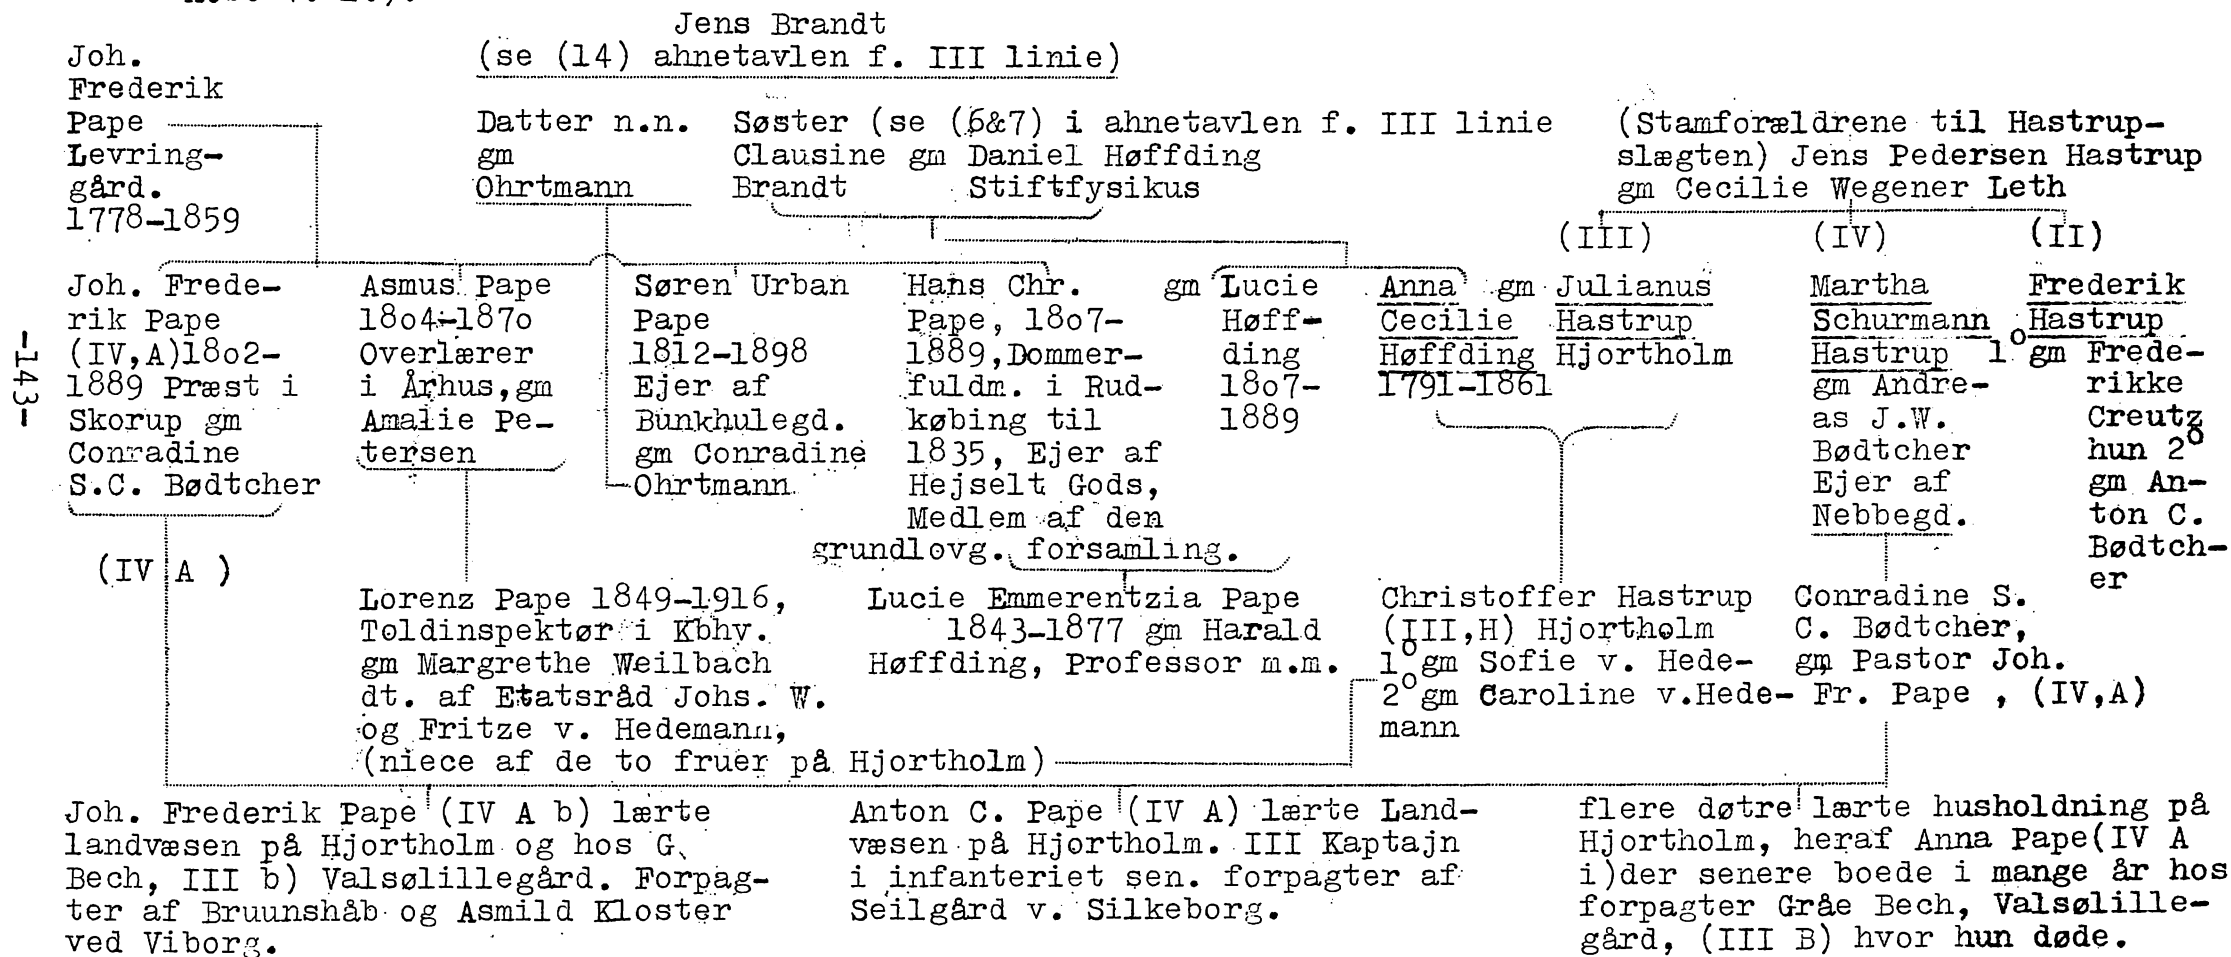 Jens Brandt
(se (14) ahnetavlen f. III linie)
Joh.
Frederik
Pape
Levring-
gård.
1778-1859
Datter n.n.
gm
Ohrtmann
Søster (se (6&7) i ahnetavlen f. III linie
Clausine gm Daniel Høffding
Brandt Stiftfysikus
(Stamforældrene til Hastrup-
slægten) Jens Pedersen Hastrup
gm Cecilie Wegener Leth
(III) (IV) (II)
Joh. Frede-
rik Pape
(IV,A)18o2-
1889 Præst i
Skorup gm
Conradine
S.C. Bødtcher
(IV A )
Asmus Pape
18o4-187o
Overlærer
i Århus,gm
Amalie Pe-
tersen
Søren Urban
Pape
1812-1898
Ejer af
Bunkhulegd.
gm Conradine
Ohrtmann.
Hans Chr.
Pape, 18o7-
1889,Dommer-
fuldm. i Rud-
købing til
1835, Ejer af
Hejselt Gods,
Medlem af den
grundlovg. forsamling.
gm Lucie
Høff-
ding
18o7-
1889
Anna gm
Cecilie
Høffding
1791-1861
Julianus
Hastrup
Hjortholm
Martha
Schurmann
Hastrup
gm Andre-
as J.W.
Bødtcher
Ejer af
Nebbegd.
Frederik
Hastrup
1º gm Frede-
rikke
Creutz
hun 2º
gm An-
ton C.
Bødtch-
er
-143-
Lorenz Pape 1849-1916,
Toldinspektør i Kbhv.
gm Margrethe Weilbach
dt. af Etatsråd Johs. W.
og Fritze v. Hedemann,
(niece af de to fruer på Hjortholm)
Lucie Emmerentzia Pape
1843-1877 gm Harald
Høffding, Professor m.m.
Christoffer Hastrup
(III,H) Hjortholm
1º gm Sofie v. Hede-
2º gm Caroline v.Hede-
mann
Conradine S.
C. Bødtcher,
gm Pastor Joh.
Fr. Pape , (IV,A)
Joh. Frederik Pape (IV A b) lærte
landvæsen på Hjortholm og hos G.
Bech, III b) Valsølillegård. Forpag-
ter af Bruunshåb og Asmild Kloster
ved Viborg.
Anton C. Pape (IV A) lærte Land-
væsen på Hjortholm. III Kaptajn
i infanteriet sen. forpagter af
Seilgård v. Silkeborg.
flere døtre lærte husholdning på
Hjortholm, heraf Anna Pape(IV A
i)der senere boede i mange år hos
forpagter Gråe Bech, Valsølille-
gård, (III B) hvor hun døde.